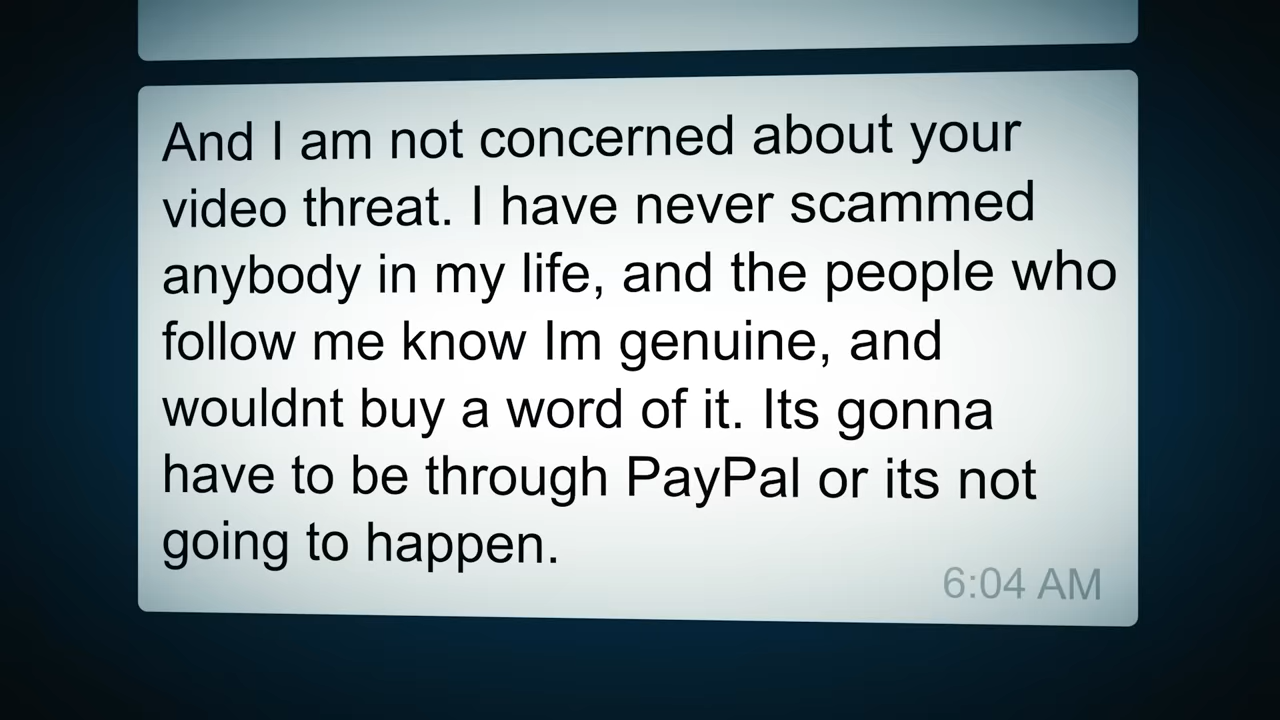 And I am not concerned about your
video threat. I have never scammed
anybody in my life, and the people who
follow me know Im genuine, and
wouldnt buy a word of it. Its gonna
have to be through PayPal or its not
going to happen.
6:04 AM